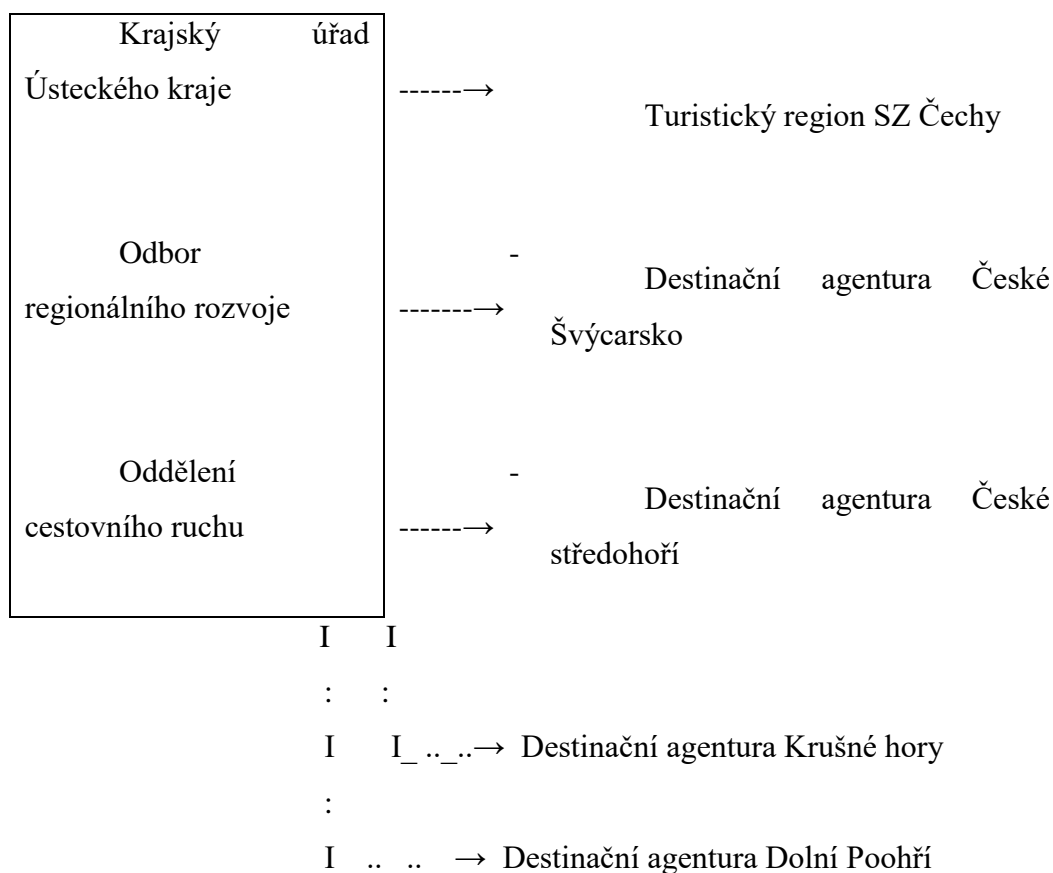 Krajský úřad
Ústeckého kraje ------→
Turistický region SZ Čechy
Odbor -
Destinační agentura České
regionálního rozvoje -------→
Švýcarsko
Oddělení -
Destinační agentura České
cestovního ruchu ------→
středohoří
I I
: :
I I_ .._..→ Destinační agentura Krušné hory
:
I .. .. → Destinační agentura Dolní Poohří